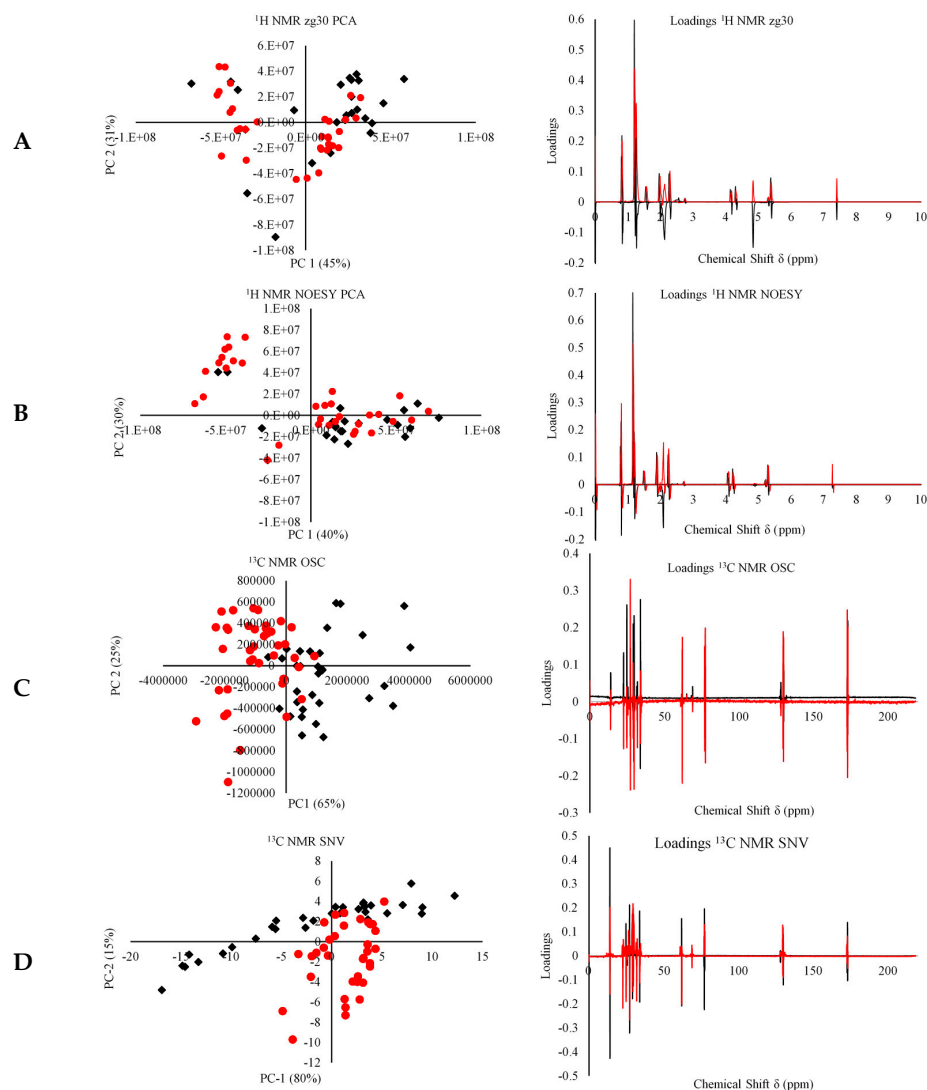 A
¹H NMR zg30 PCA
6.E+07
4.E+07
2.E+07
0.E+00
-2.E+07
-4.E+07
-6.E+07
-8.E+07
-1.E+08
-1.E+08 -5.E+07 0.E+00 5.E+07 1.E+08
PC 2 (31%)
PC 1 (45%)
Loadings ¹H NMR zg30
0.6
0.5
0.4
0.3
0.2
0.1
0
-0.1
-0.2
0 1 2 3 4 5 6 7 8 9 10
Loadings
Chemical Shift δ (ppm)
B
¹H NMR NOESY PCA
1.E+08
8.E+07
6.E+07
4.E+07
2.E+07
0.E+00
-2.E+07
-4.E+07
-6.E+07
-8.E+07
-1.E+08
-1.E+08 -5.E+07 0.E+00 5.E+07 1.E+08
PC 2 (30%)
PC 1 (40%)
Loadings ¹H NMR NOESY
0.7
0.6
0.5
0.4
0.3
0.2
0.1
0
-0.1
-0.2
0 1 2 3 4 5 6 7 8 9 10
Loadings
Chemical Shift δ (ppm)
C
¹³C NMR OSC
800000
600000
400000
200000
0
-200000
-400000
-600000
-800000
-1000000
-1200000
-4000000 -2000000 0 2000000 4000000 6000000
PC 2 (25%)
PC1 (65%)
Loadings ¹³C NMR OSC
0.4
0.3
0.2
0.1
0
-0.1
-0.2
-0.3
0 50 100 150 200
Loadings
Chemical Shift δ (ppm)
D
¹³C NMR SNV
8
6
4
2
0
-2
-4
-6
-8
-10
-12
-20 -15 -10 -5 0 5 10 15
PC-2 (15%)
PC-1 (80%)
Loadings ¹³C NMR SNV
0.5
0.4
0.3
0.2
0.1
0
-0.1
-0.2
-0.3
-0.4
-0.5
0 50 100 150 200
Loadings
Chemical Shift δ (ppm)